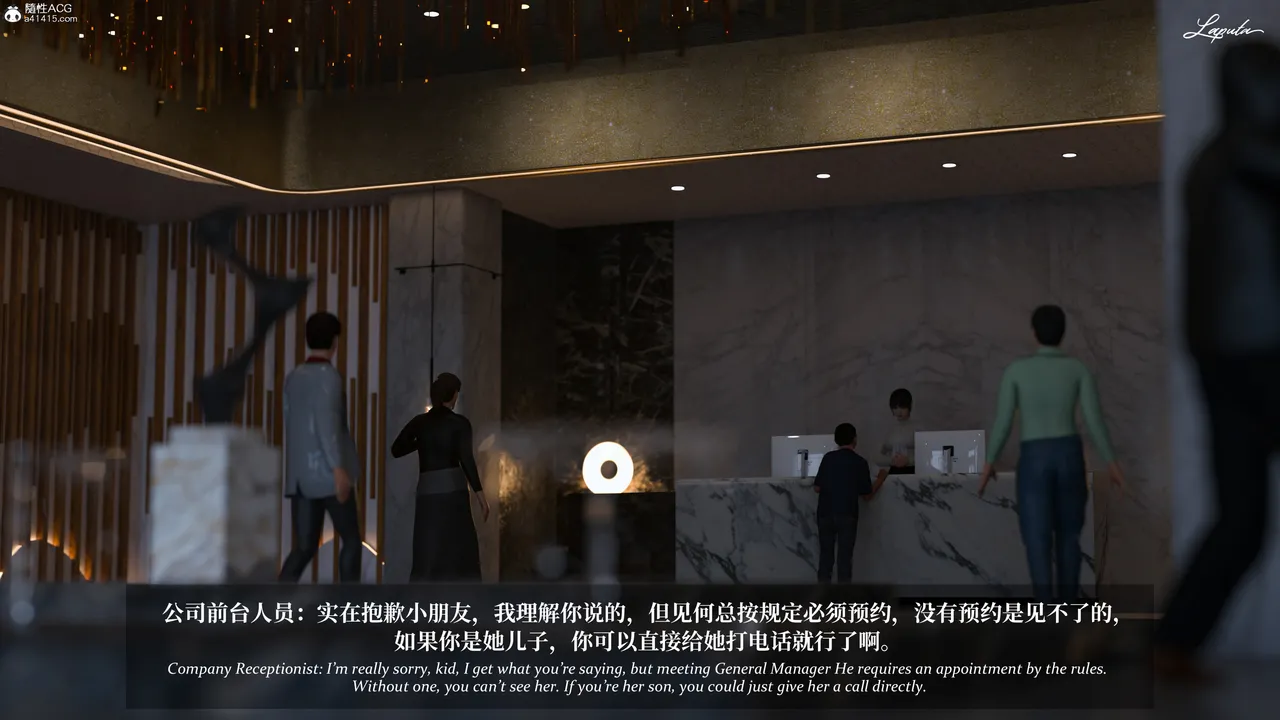 隨性ACG
a41415.com
Laputa
公司前台人员：实在抱歉小朋友，我理解你说的，但见何总按规定必须预约，没有预约是见不了的，
如果你是她儿子，你可以直接给她打电话就行了啊。
Company Receptionist: I'm really sorry, kid, I get what you're saying, but meeting General Manager He requires an appointment by the rules.
Without one, you can't see her. If you're her son, you could just give her a call directly.